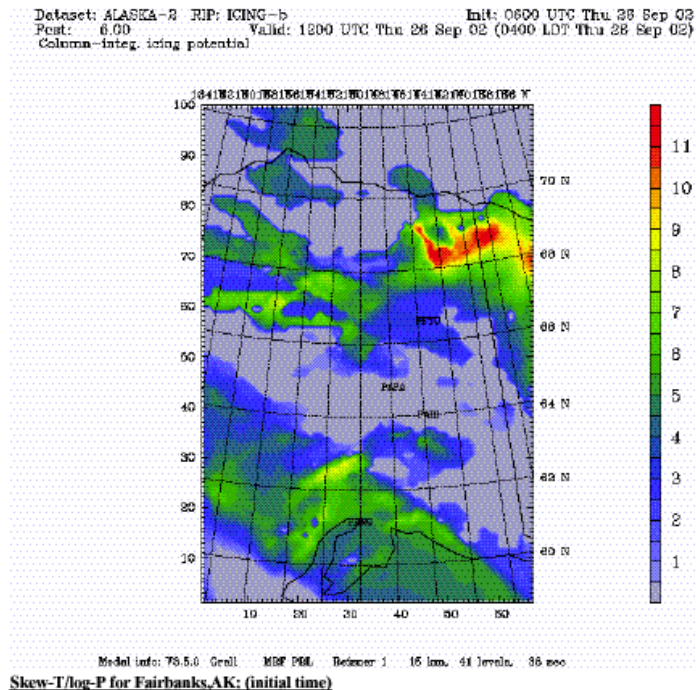 Dataset: ALASKA-2 RIP: ICING-b Init: 0600 UTC Thu 26 Sep 02
Fcst: 6.00 Valid: 1200 UTC Thu 26 Sep 02 (0400 LDT Thu 26 Sep 02)
Column-integ. icing potential
100
90
80
70
60
50
40
30
20
10
70 N
68 N
66 N
64 N
62 N
60 N
10 20 30 40 50 60
11
10
9
8
7
6
5
4
3
2
1
Model info: V3.5.0 Grell MRF PBL Reisner 1 15 km, 41 levels, 36 sec
Skew-T/log-P for Fairbanks,AK: (initial time)